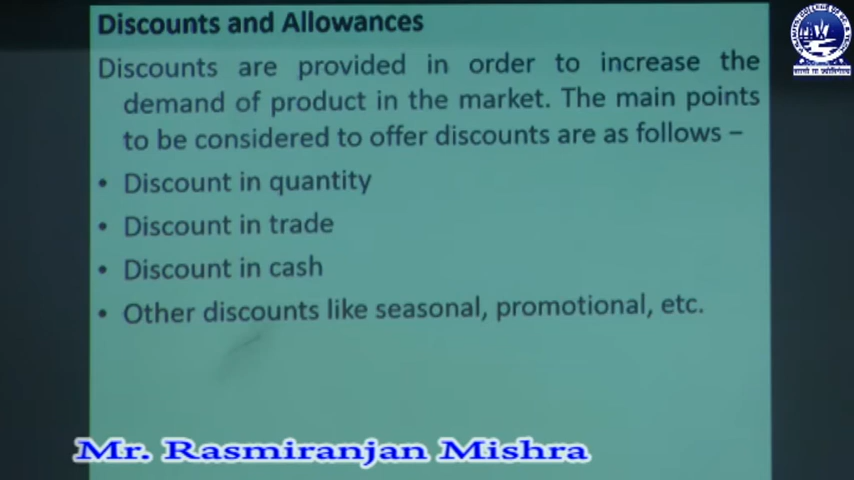 Discounts and Allowances
Discounts are provided in order to increase the
demand of product in the market. The main points
to be considered to offer discounts are as follows –
• Discount in quantity
• Discount in trade
• Discount in cash
• Other discounts like seasonal, promotional, etc.
Mr. Rasmiranjan Mishra